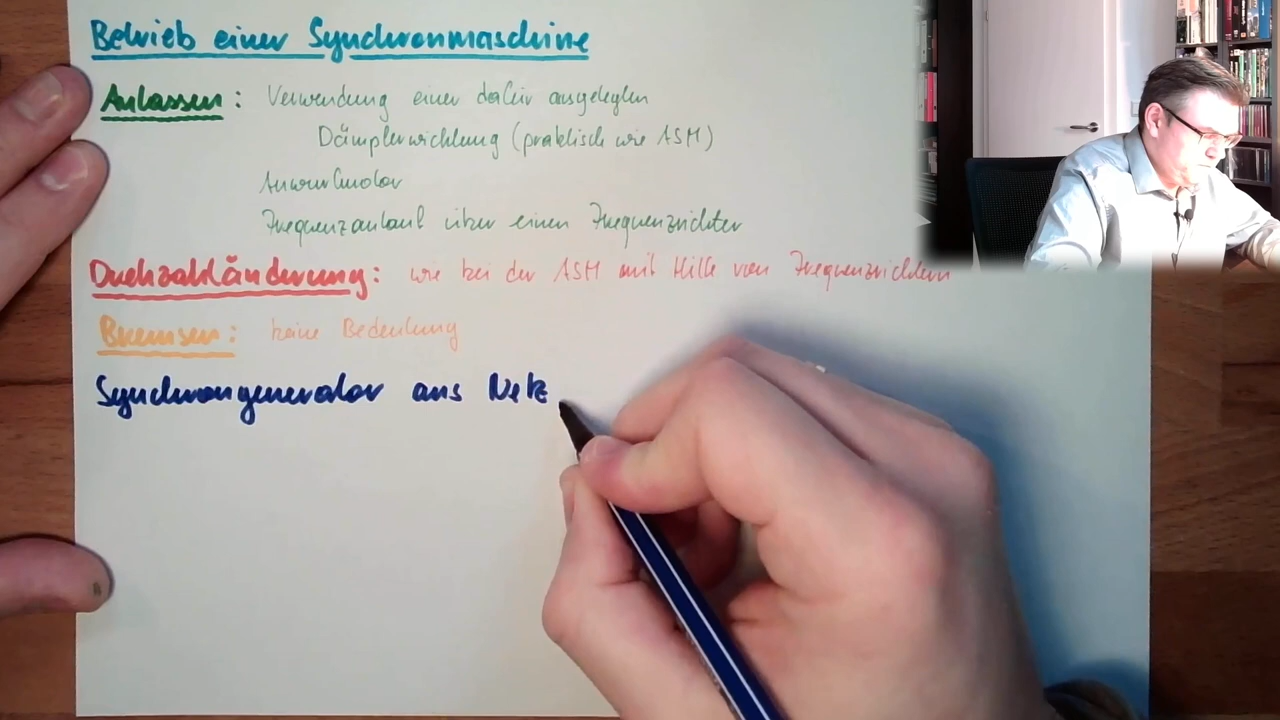 Betrieb einer Synchronmaschine
Anlassen: Verwendung einer dafür ausgelegten
Dämpferwicklung (praktisch wie ASM)
Anwurfmotor
Frequenzanlauf über einen Frequenzrichter
Drehzahländerung: wie bei der ASM mit Hilfe von Frequenzrichtern
Bremsen: keine Bedeutung
Synchrongenerator ans Netz